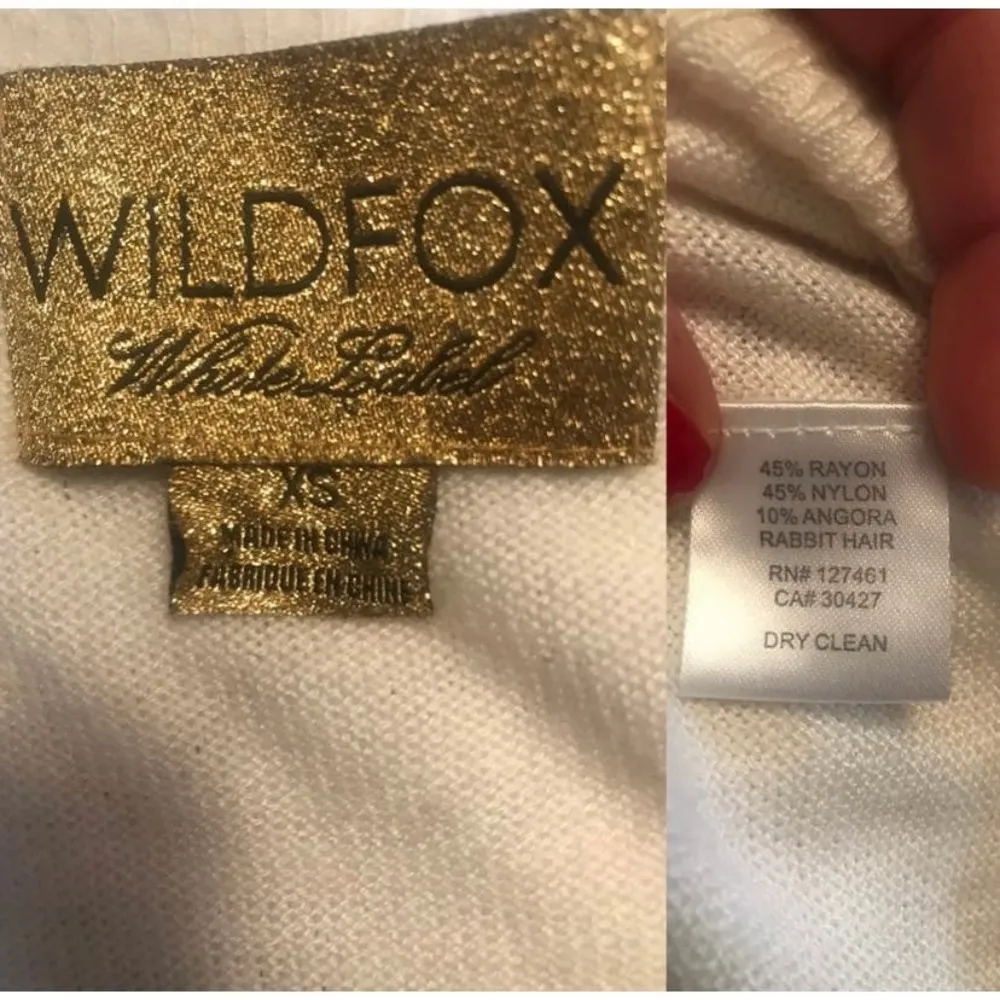 WILDFOX
White Label
XS
MADE IN CHINA
FABRIQUÉ EN CHINE
45% RAYON
45% NYLON
10% ANGORA
RABBIT HAIR
RN# 127461
CA# 30427
DRY CLEAN